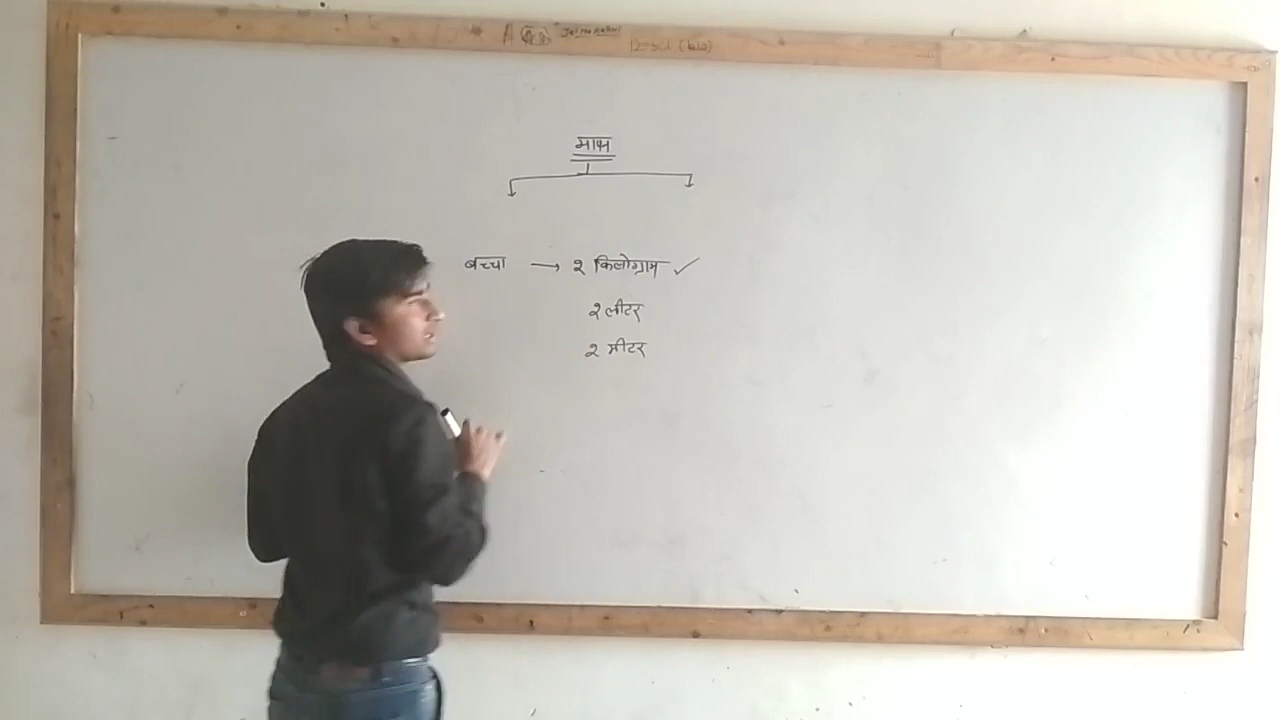 माप
बच्चा → २ किलोग्राम ✓
२ लीटर
२ मीटर